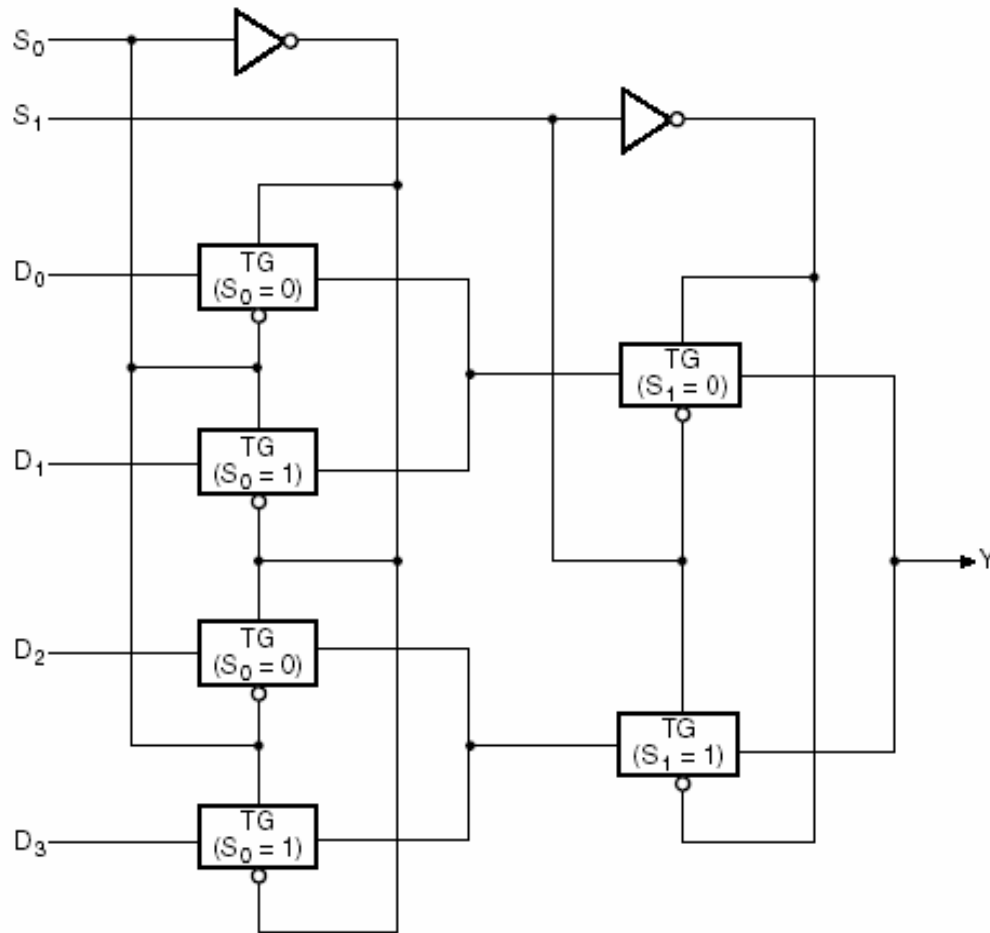 S₀
S₁
D₀
TG
(S₀ = 0)
TG
(S₁ = 0)
D₁
TG
(S₀ = 1)
Y
D₂
TG
(S₀ = 0)
TG
(S₁ = 1)
D₃
TG
(S₀ = 1)